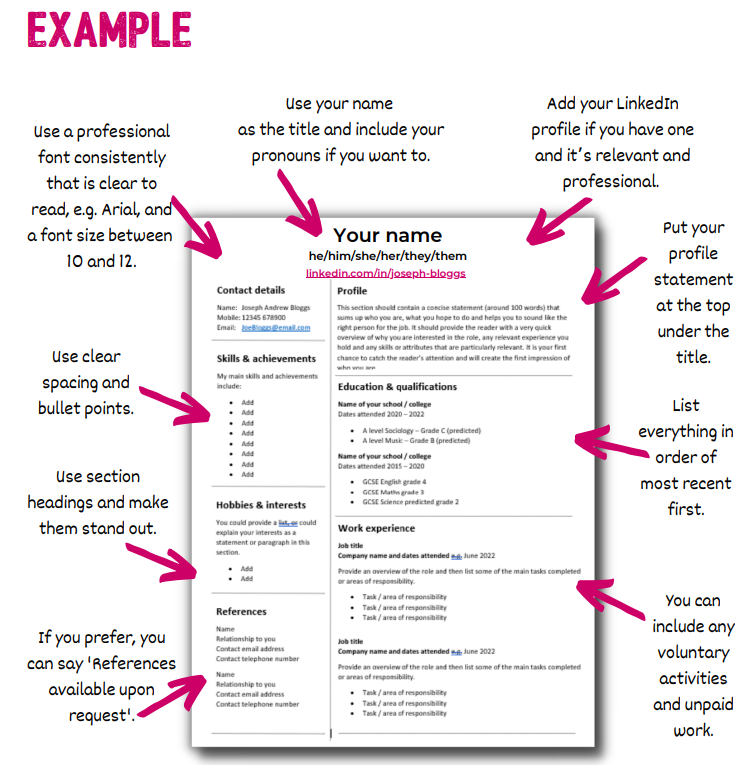 EXAMPLE
Use your name
as the title and include your
pronouns if you want to.
Add your LinkedIn
profile if you have one
and it's relevant and
professional.
Use a professional
font consistently
that is clear to
read, e.g. Arial, and
a font size between
10 and 12.
Put your
profile
statement
at the top
under the
title.
Use clear
spacing and
bullet points.
List
everything in
order of
most recent
first.
Use section
headings and make
them stand out.
You can
include any
voluntary
activities
and unpaid
work.
If you prefer, you
can say 'References
available upon
request'.
Your name
he/him/she/her/they/them
linkedin.com/in/joseph-bloggs
Contact details
Name: Joseph Andrew Bloggs
Mobile: 12345 678900
Email: JoeBloggs@email.com
Skills & achievements
My main skills and achievements
include:
• Add
• Add
• Add
• Add
• Add
• Add
• Add
• Add
Hobbies & interests
You could provide a list, or could
explain your interests as a
statement or paragraph in this
section.
• Add
• Add
References
Name
Relationship to you
Contact email address
Contact telephone number
Name
Relationship to you
Contact email address
Contact telephone number
Profile
This section should contain a concise statement (around 100 words) that
sums up who you are, what you hope to do and helps you to sound like the
right person for the job. It should provide the reader with a very quick
overview of why you are interested in the role, any relevant experience you
hold and any skills or attributes that are particularly relevant. It is your first
chance to catch the reader's attention and will create the first impression of
who you are
Education & qualifications
Name of your school / college
Dates attended 2020 – 2022
• A level Sociology – Grade C (predicted)
• A level Music – Grade B (predicted)
Name of your school / college
Dates attended 2015 – 2020
• GCSE English grade 4
• GCSE Maths grade 3
• GCSE Science predicted grade 2
Work experience
Job title
Company name and dates attended e.g. June 2022
Provide an overview of the role and then list some of the main tasks completed
or areas of responsibility.
• Task / area of responsibility
• Task / area of responsibility
• Task / area of responsibility
Job title
Company name and dates attended e.g. June 2022
Provide an overview of the role and then list some of the main tasks completed
or areas of responsibility.
• Task / area of responsibility
• Task / area of responsibility
• Task / area of responsibility